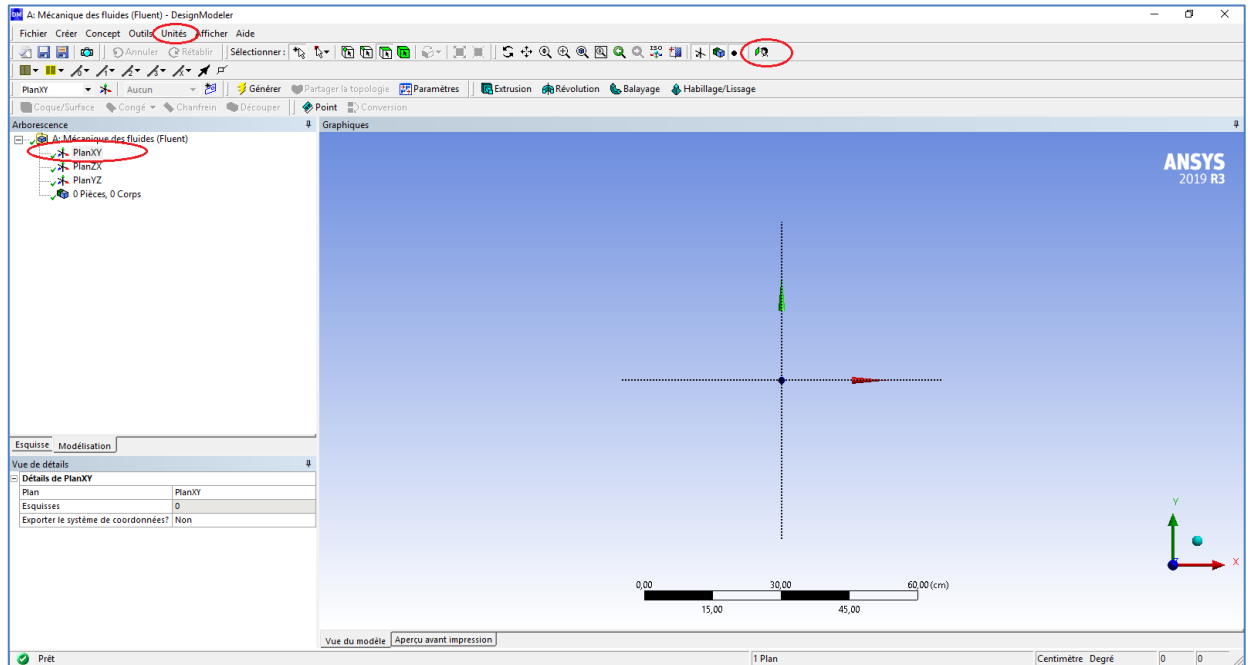 DM A: Mécanique des fluides (Fluent) - DesignModeler
Fichier Créer Concept Outils Unités Afficher Aide
Annuler Rétablir Sélectionner: ISO
PlanXY Aucun Générer Partager la topologie Paramètres Extrusion Révolution Balayage Habillage/Lissage
Coque/Surface Congé Chanfrein Découper Point Conversion
Arborescence
A: Mécanique des fluides (Fluent)
PlanXY
PlanZX
PlanYZ
0 Pièces, 0 Corps
Esquisse Modélisation
Vue de détails
Détails de PlanXY
Plan PlanXY
Esquisses 0
Exporter le système de coordonnées? Non
Graphiques
ANSYS
2019 R3
Y
X
0,00 30,00 60,00 (cm)
15,00 45,00
Vue du modèle Aperçu avant impression
Prêt 1 Plan Centimètre Degré 0 0